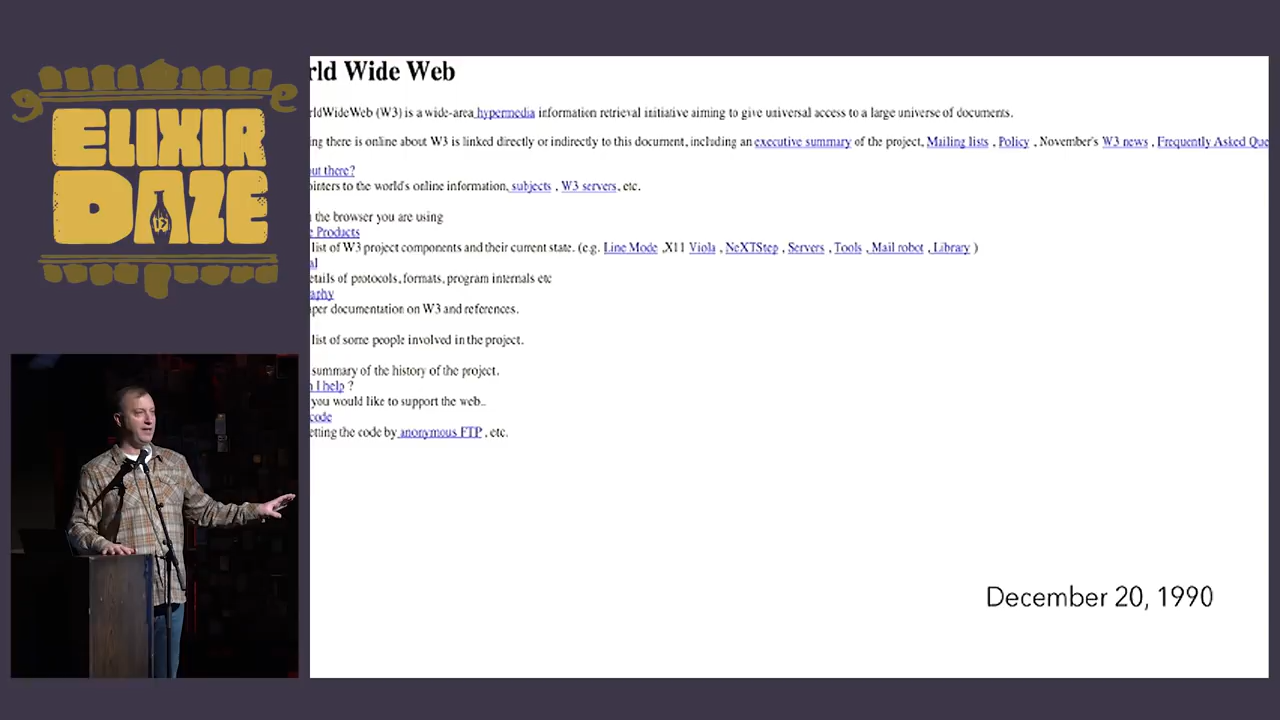 ELIXIR
DAZE
rld Wide Web
rldWideWeb (W3) is a wide-area hypermedia information retrieval initiative aiming to give universal access to a large universe of documents.
ing there is online about W3 is linked directly or indirectly to this document, including an executive summary of the project, Mailing lists , Policy , November's W3 news , Frequently Asked Que
out there?
ointers to the world's online information, subjects , W3 servers, etc.
the browser you are using
e Products
list of W3 project components and their current state. (e.g. Line Mode ,X11 Viola , NeXTStep , Servers , Tools , Mail robot , Library )
al
etails of protocols, formats, program internals etc
aphy
aper documentation on W3 and references.
list of some people involved in the project.
summary of the history of the project.
I help ?
you would like to support the web..
code
etting the code by anonymous FTP , etc.
December 20, 1990